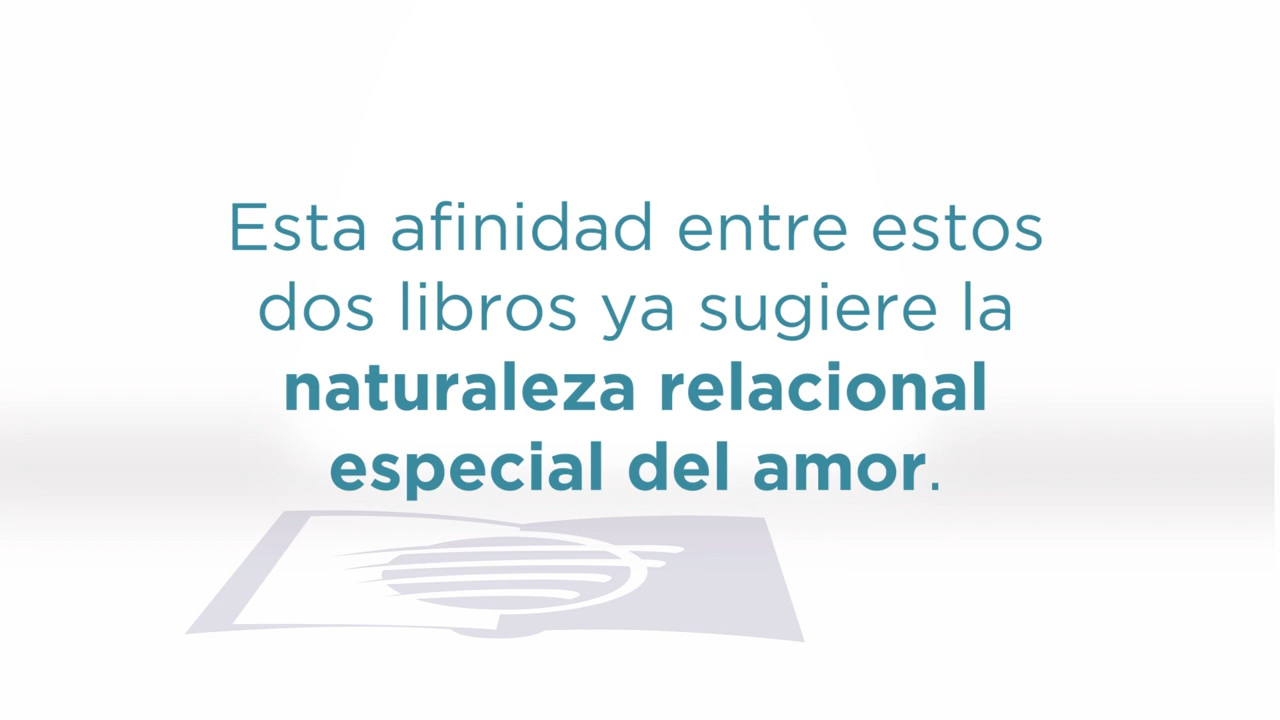 Esta afinidad entre estos
dos libros ya sugiere la
naturaleza relacional
especial del amor.